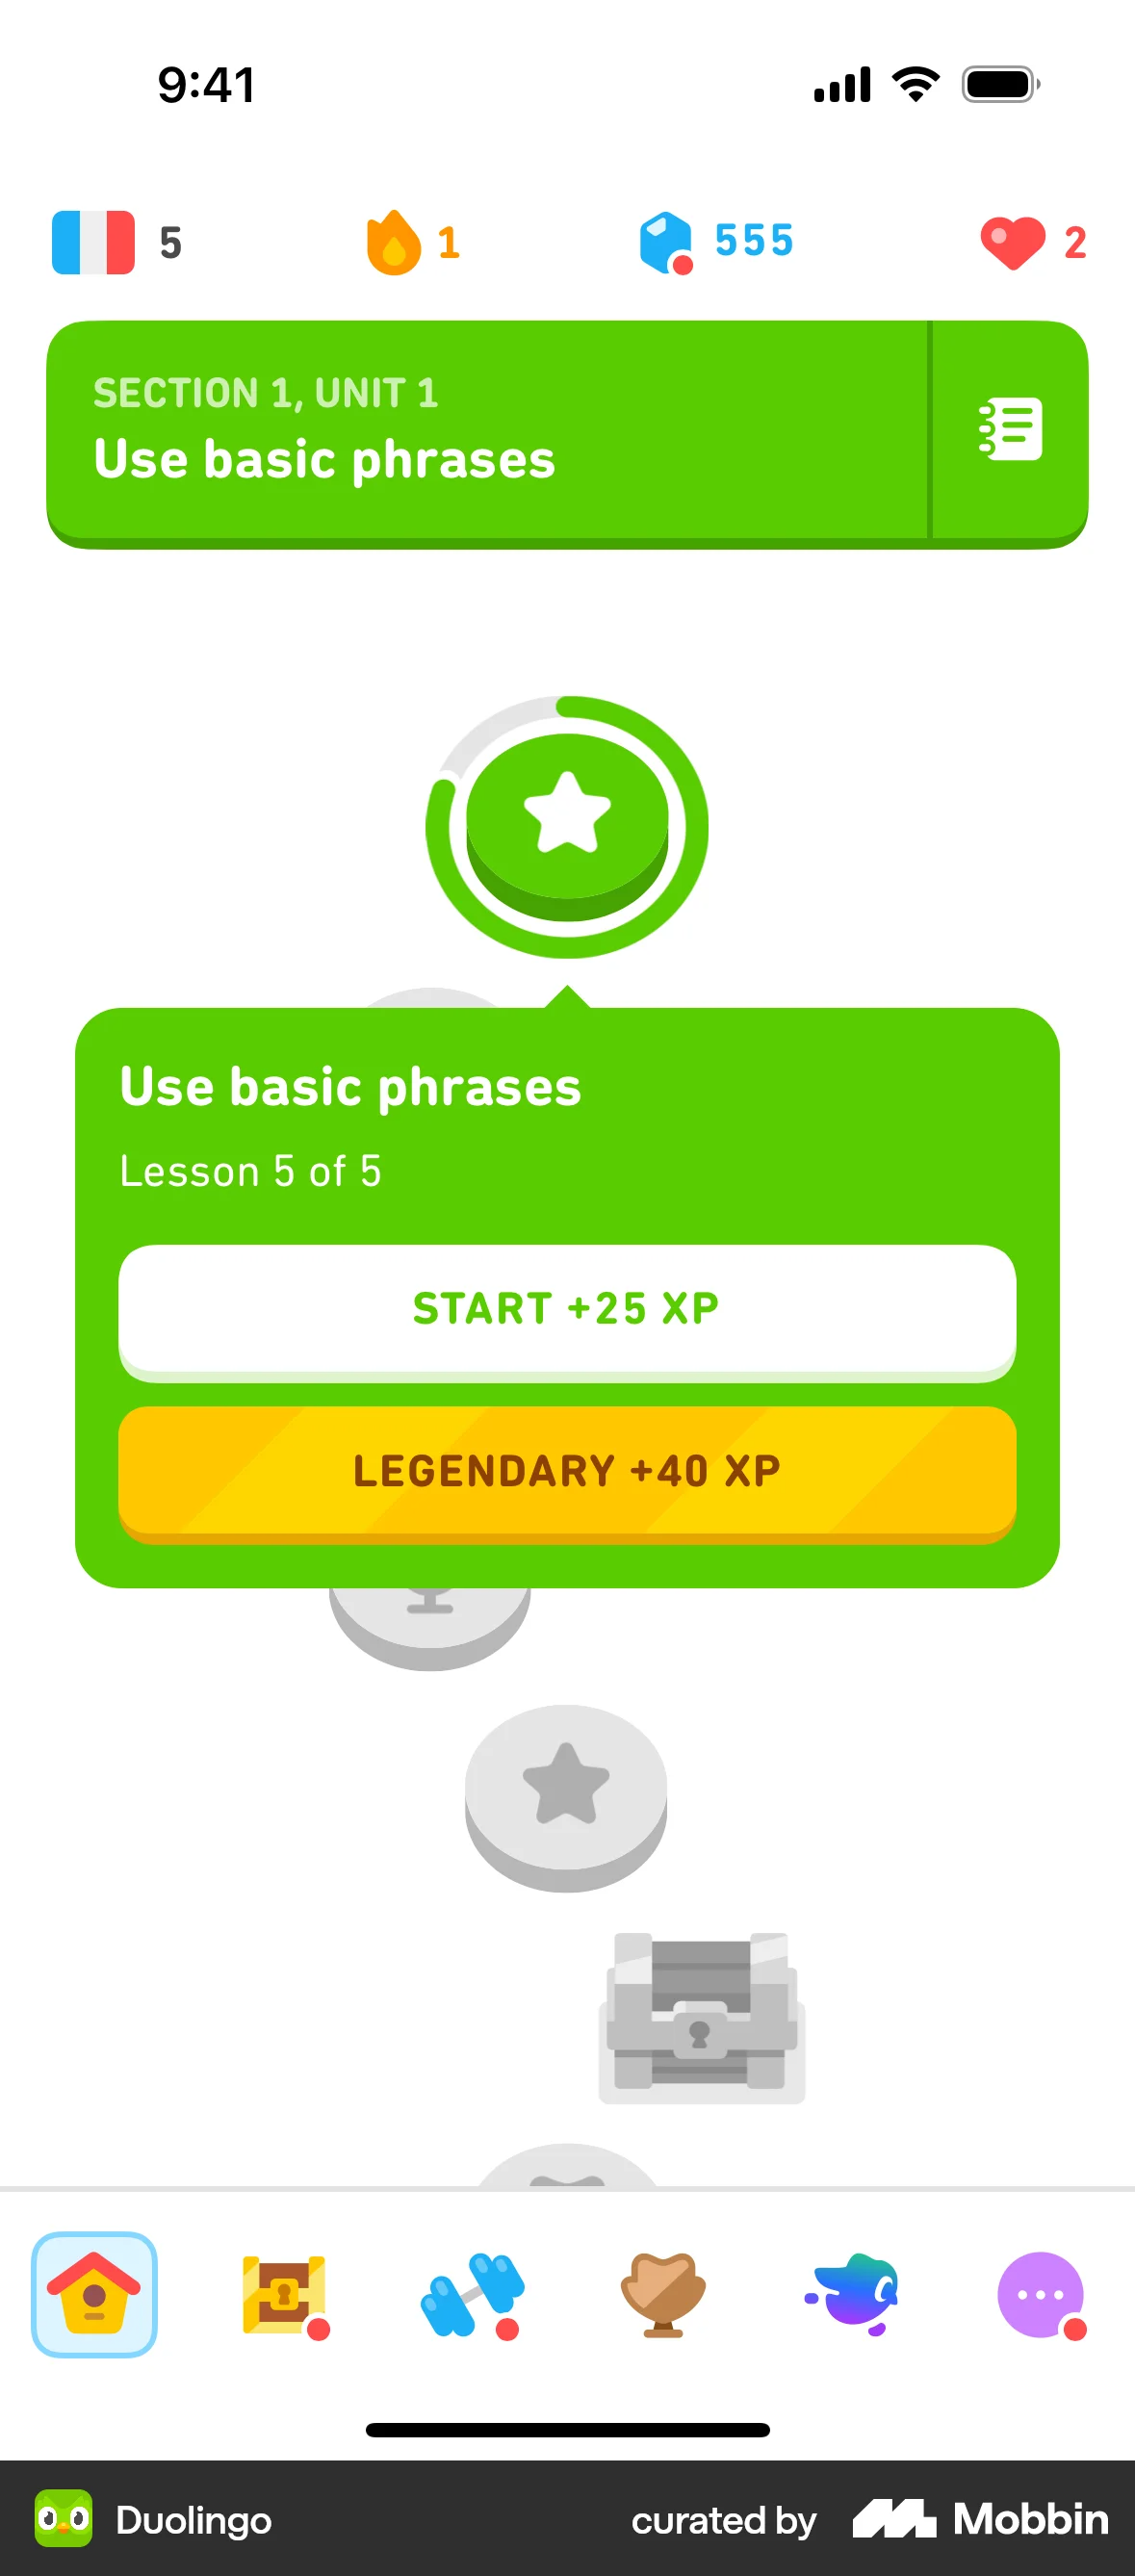 9:41
5
1
555
2
SECTION 1, UNIT 1
Use basic phrases
Use basic phrases
Lesson 5 of 5
START +25 XP
LEGENDARY +40 XP
Duolingo
curated by
Mobbin